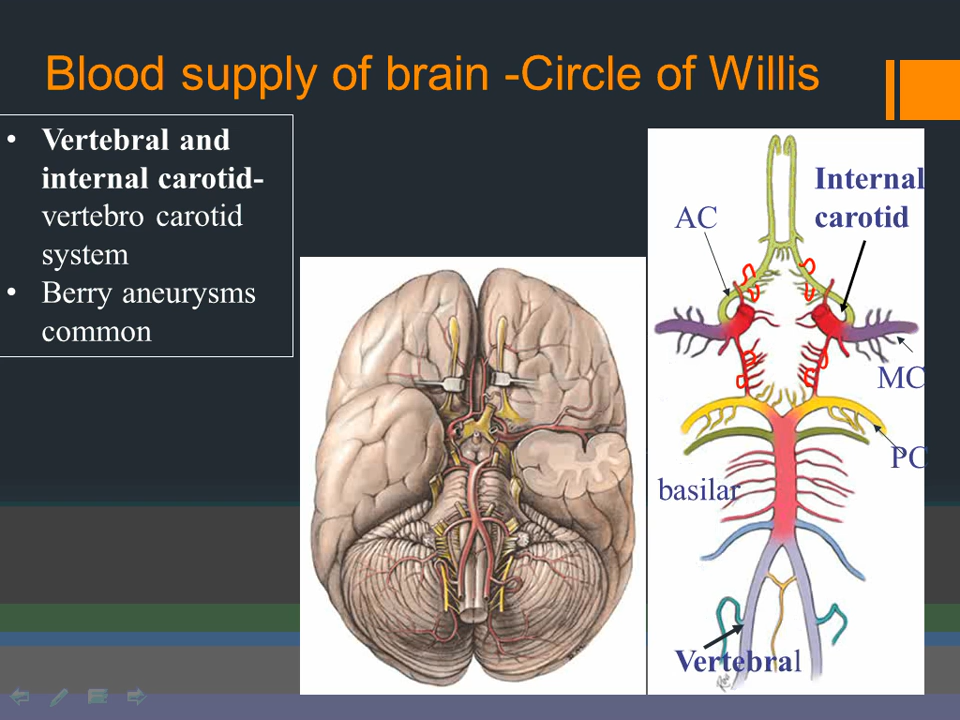 Blood supply of brain -Circle of Willis
• Vertebral and
internal carotid-
vertebro carotid
system
• Berry aneurysms
common
Internal
carotid
AC
MC
PC
basilar
Vertebral